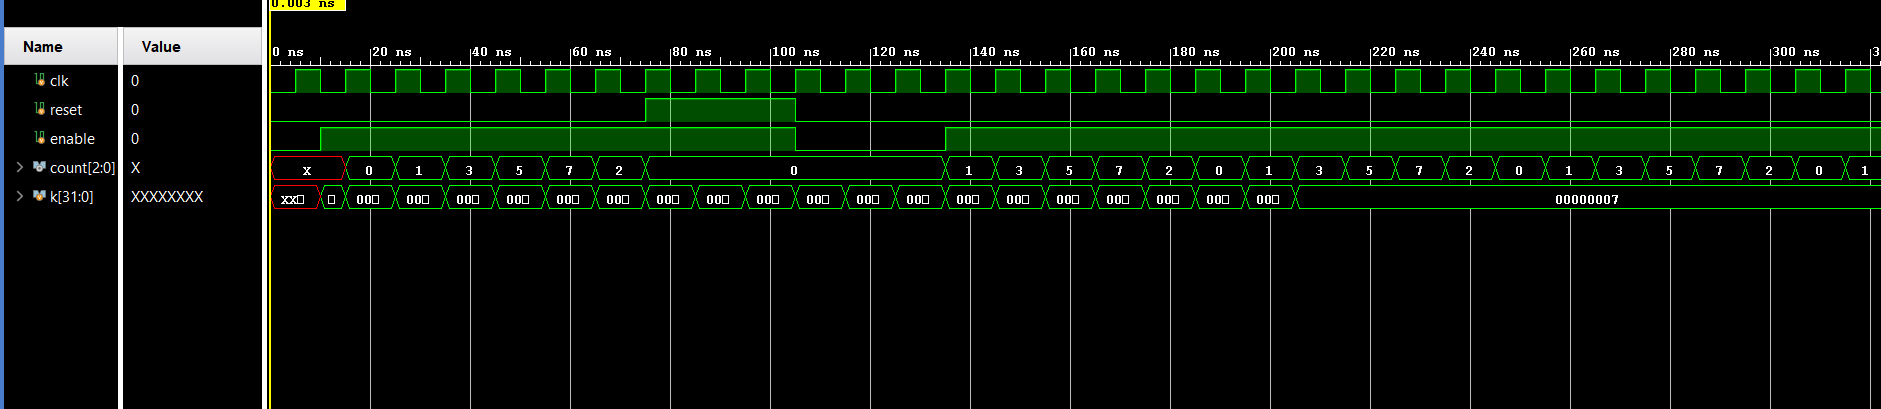 0.003 ns
Name Value
0 ns 20 ns 40 ns 60 ns 80 ns 100 ns 120 ns 140 ns 160 ns 180 ns 200 ns 220 ns 240 ns 260 ns 280 ns 300 ns
clk 0
reset 0
enable 0
count[2:0] X X 0 1 3 5 7 2 0 1 3 5 7 2 0 1 3 5 7 2 0 1 3 5 7 2 0 1
k[31:0] XXXXXXXX XX□ □ 00□ 00□ 00□ 00□ 00□ 00□ 00□ 00□ 00□ 00□ 00□ 00□ 00□ 00□ 00□ 00□ 00□ 00□ 00□ 00000007